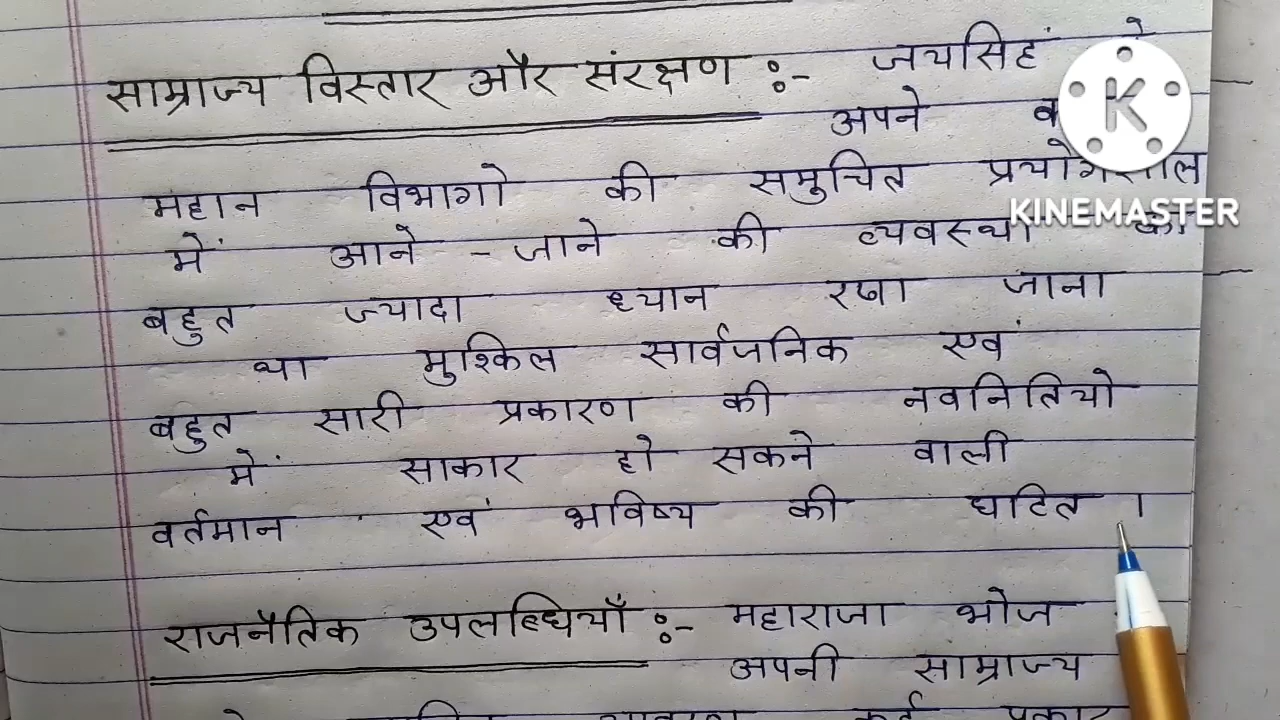 साम्राज्य विस्तार और संरक्षण :- जयसिहं
अपने
महान विभागो की समुचित
में आने - जाने की व्यवस्था
बहुत ज्यादा ध्यान रखा जाना
था मुश्किल सार्वजनिक एवं
बहुत सारी प्रकारण की नवनितियो
में साकार हो सकने वाली
वर्तमान एवं भविष्य की घटित ।
राजनैतिक उपलब्धियाँ :- महाराजा भोज
अपनी साम्राज्य
K
KINEMASTER